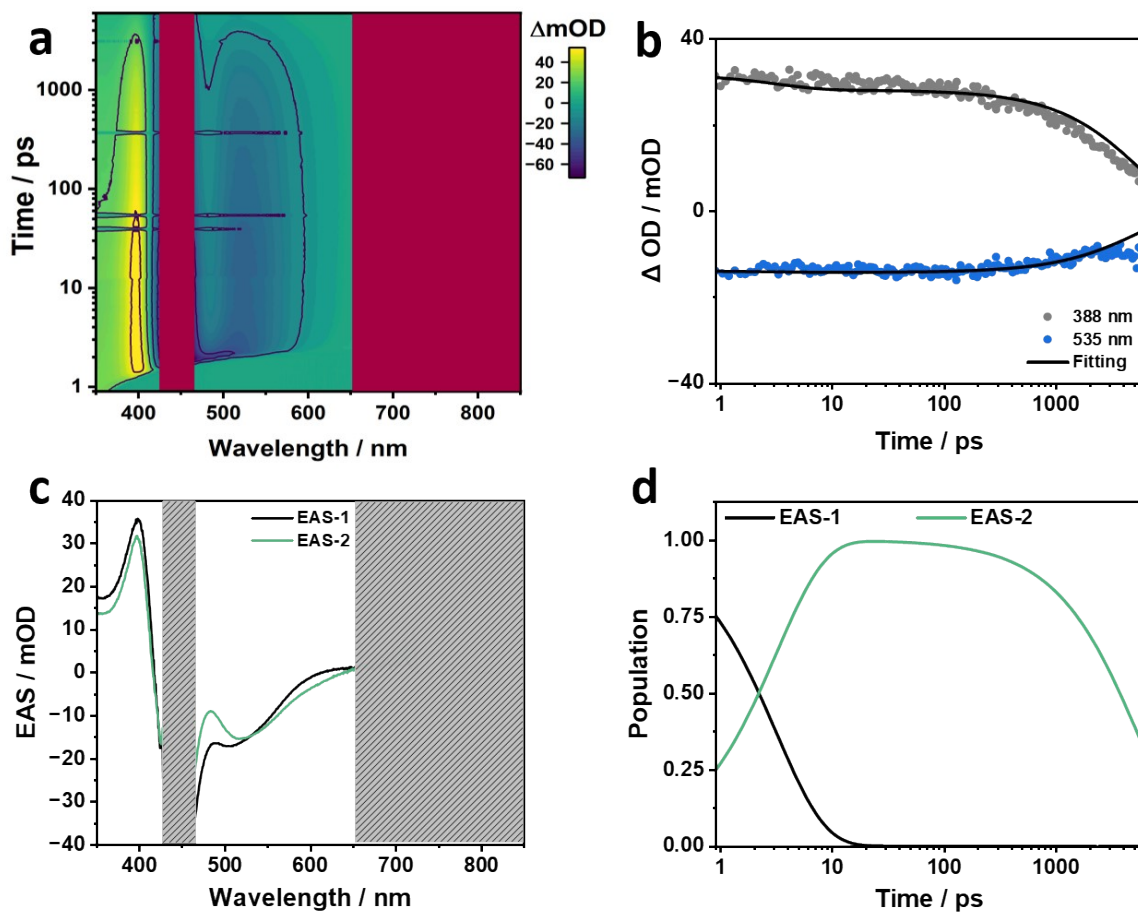 a
ΔmOD
Time / ps
1000
100
10
1
400
500
600
700
800
Wavelength / nm
40
20
0
−20
−40
−60
b
Δ OD / mOD
40
0
−40
388 nm
535 nm
Fitting
1
10
100
1000
Time / ps
c
EAS / mOD
40
30
20
10
0
−10
−20
−30
−40
EAS-1
EAS-2
400
500
600
700
800
Wavelength / nm
d
Population
1.00
0.75
0.50
0.25
0.00
EAS-1
EAS-2
1
10
100
1000
Time / ps